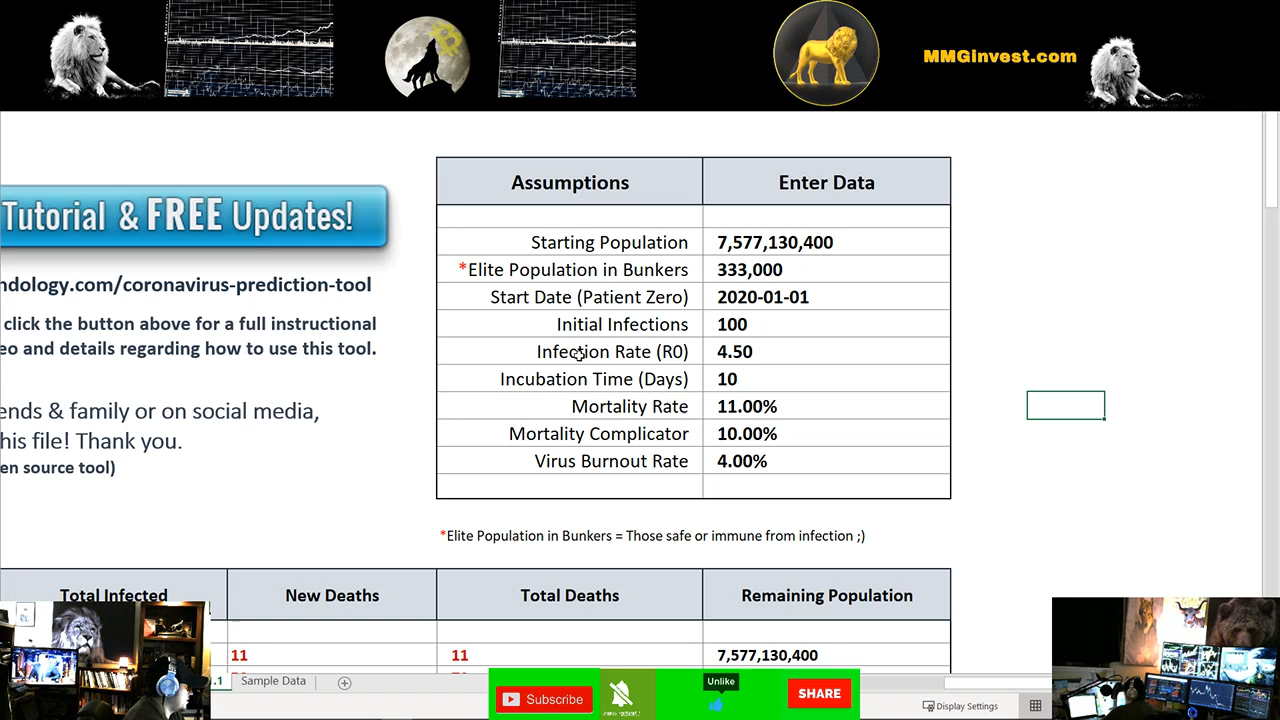 MMGinvest.com
Tutorial & FREE Updates!
ndology.com/coronavirus-prediction-tool
click the button above for a full instructional
eo and details regarding how to use this tool.
ends & family or on social media,
his file! Thank you.
en source tool)
Assumptions Enter Data
Starting Population 7,577,130,400
*Elite Population in Bunkers 333,000
Start Date (Patient Zero) 2020-01-01
Initial Infections 100
Infection Rate (R0) 4.50
Incubation Time (Days) 10
Mortality Rate 11.00%
Mortality Complicator 10.00%
Virus Burnout Rate 4.00%
*Elite Population in Bunkers = Those safe or immune from infection ;)
Total Infected New Deaths Total Deaths Remaining Population
11 11 7,577,130,400
.1 Sample Data
Subscribe
Unlike
SHARE
Display Settings